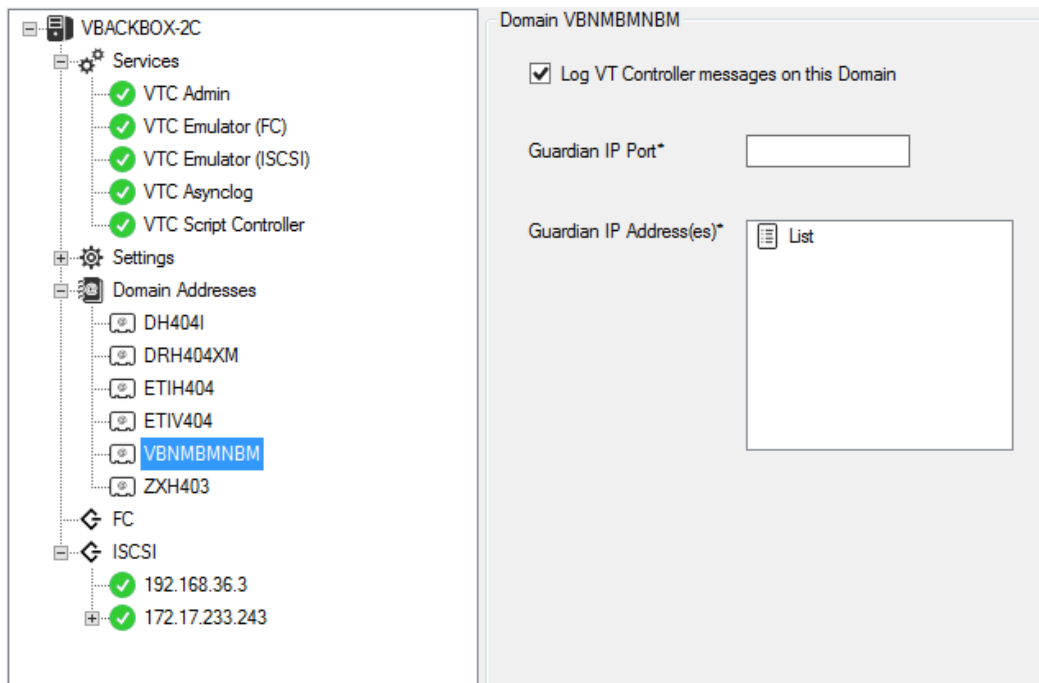 VBACKBOX-2C
Services
VTC Admin
VTC Emulator (FC)
VTC Emulator (ISCSI)
VTC Asynclog
VTC Script Controller
Settings
Domain Addresses
DH404I
DRH404XM
ETIH404
ETIV404
VBNMBMNBM
ZXH403
FC
ISCSI
192.168.36.3
172.17.233.243
Domain VBNMBMNBM
Log VT Controller messages on this Domain
Guardian IP Port*
Guardian IP Address(es)*
List